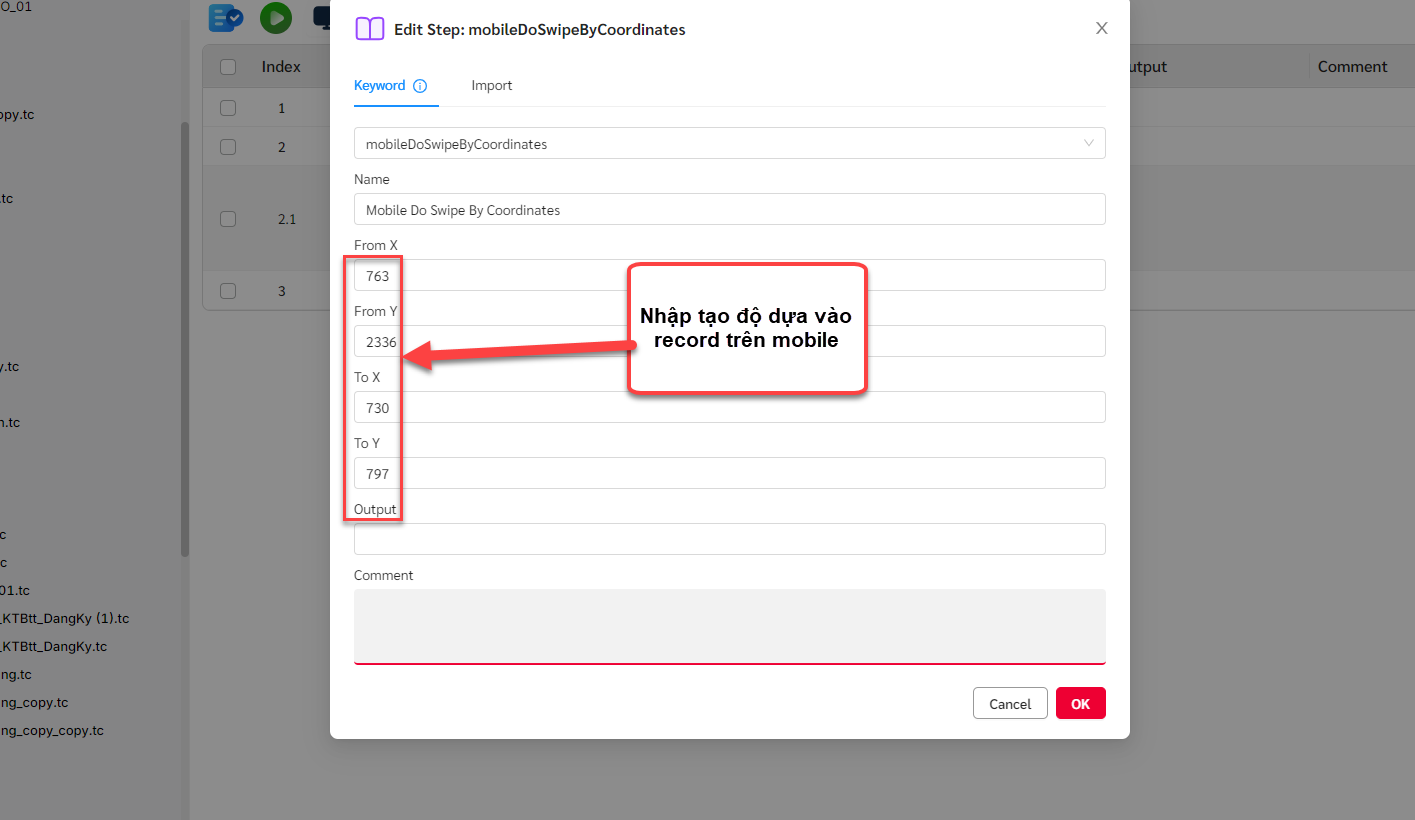 O_01
opy.tc
.tc
y.tc
n.tc
c
c
01.tc
_KTBtt_DangKy (1).tc
_KTBtt_DangKy.tc
ng.tc
ng_copy.tc
ng_copy_copy.tc
Index
1
2
2.1
3
utput
Comment
Edit Step: mobileDoSwipeByCoordinates
X
Keyword
Import
mobileDoSwipeByCoordinates
Name
Mobile Do Swipe By Coordinates
From X
763
From Y
2336
To X
730
To Y
797
Output
Comment
Cancel
OK
Nhập tạo độ dựa vào
record trên mobile